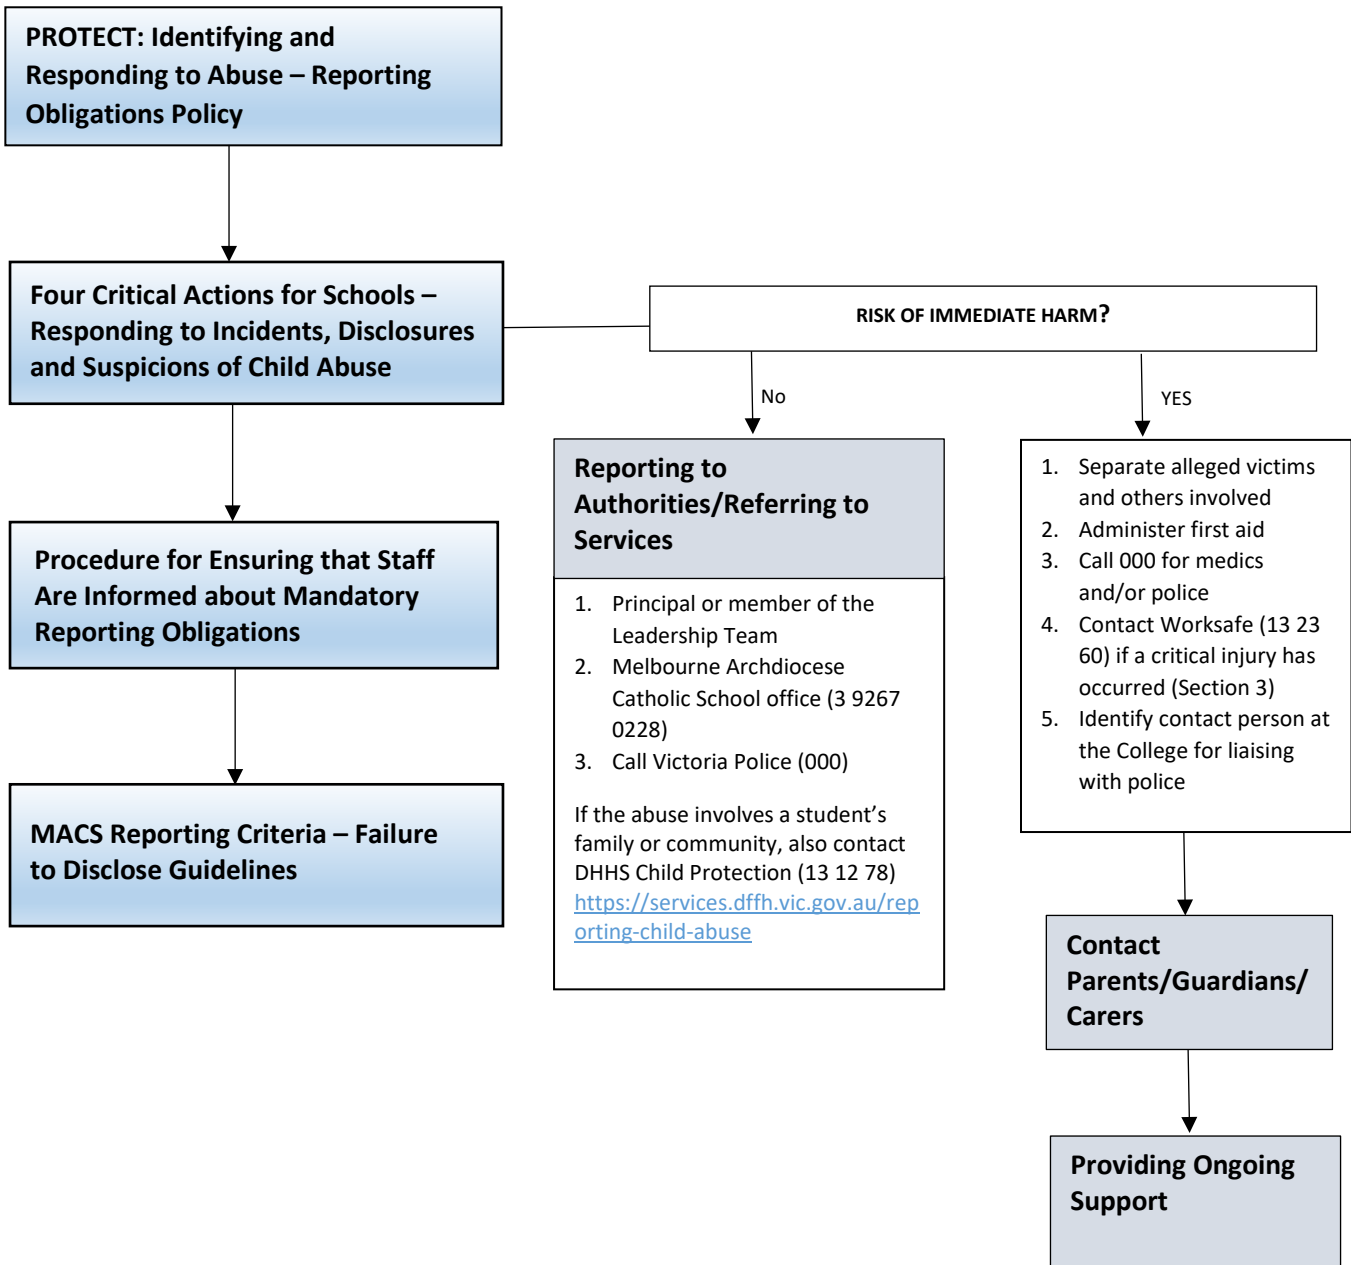 PROTECT: Identifying and
Responding to Abuse – Reporting
Obligations Policy
Four Critical Actions for Schools –
Responding to Incidents, Disclosures
and Suspicions of Child Abuse
Procedure for Ensuring that Staff
Are Informed about Mandatory
Reporting Obligations
MACS Reporting Criteria – Failure
to Disclose Guidelines
RISK OF IMMEDIATE HARM?
No
YES
Reporting to
Authorities/Referring to
Services
1. Principal or member of the
Leadership Team
2. Melbourne Archdiocese
Catholic School office (3 9267
0228)
3. Call Victoria Police (000)
If the abuse involves a student’s
family or community, also contact
DHHS Child Protection (13 12 78)
https://services.dffh.vic.gov.au/rep
orting-child-abuse
1. Separate alleged victims
and others involved
2. Administer first aid
3. Call 000 for medics
and/or police
4. Contact Worksafe (13 23
60) if a critical injury has
occurred (Section 3)
5. Identify contact person at
the College for liaising
with police
Contact
Parents/Guardians/
Carers
Providing Ongoing
Support